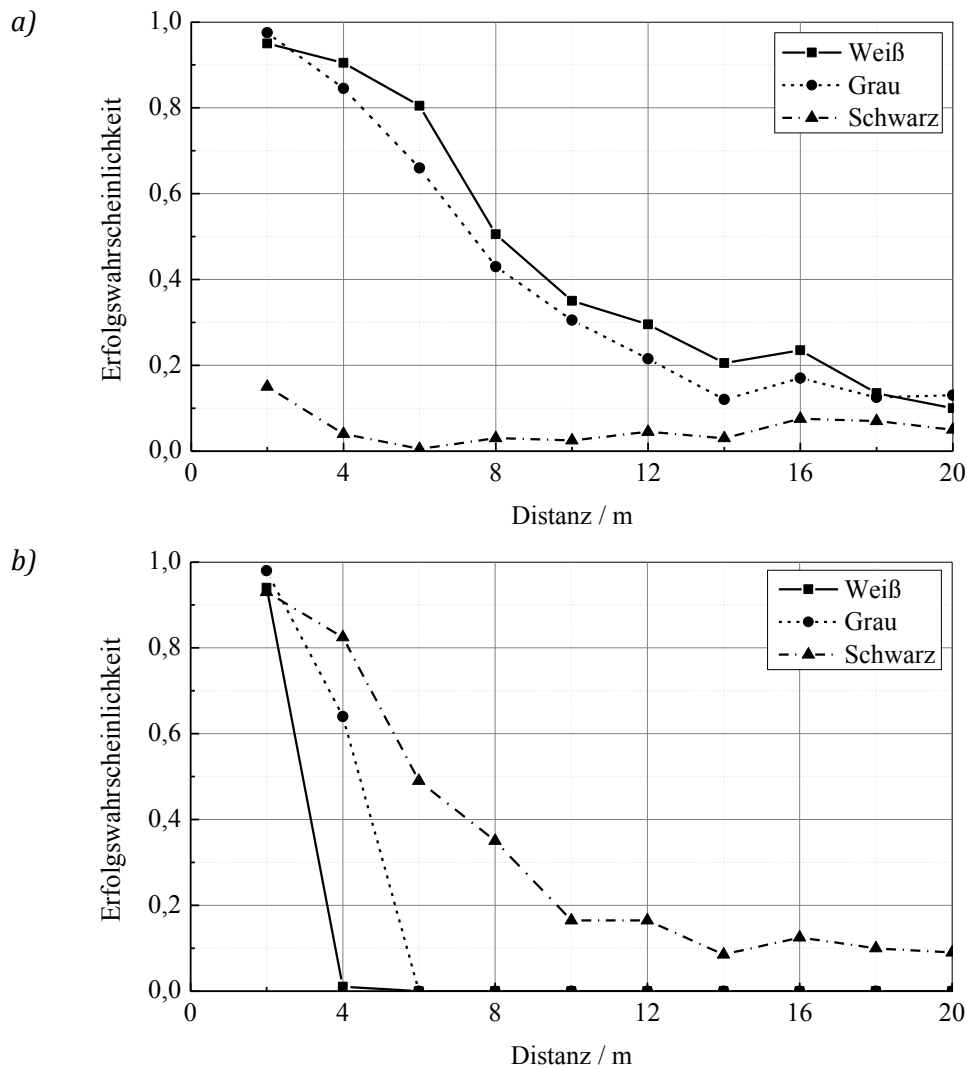 a)
1,0
0,8
0,6
0,4
0,2
0,0
Erfolgswahrscheinlichkeit
Weiß
Grau
Schwarz
0 4 8 12 16 20
Distanz / m
b)
1,0
0,8
0,6
0,4
0,2
0,0
Erfolgswahrscheinlichkeit
Weiß
Grau
Schwarz
0 4 8 12 16 20
Distanz / m